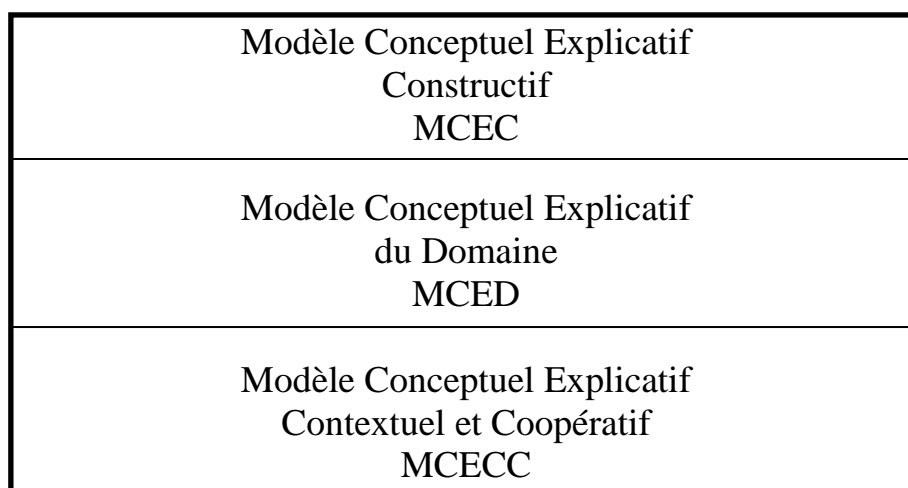 Modèle Conceptuel Explicatif
Constructif
MCEC
Modèle Conceptuel Explicatif
du Domaine
MCED
Modèle Conceptuel Explicatif
Contextuel et Coopératif
MCECC